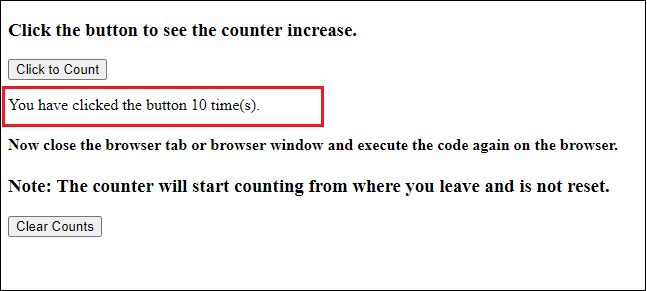 Click the button to see the counter increase.
Click to Count
You have clicked the button 10 time(s).
Now close the browser tab or browser window and execute the code again on the browser.
Note: The counter will start counting from where you leave and is not reset.
Clear Counts